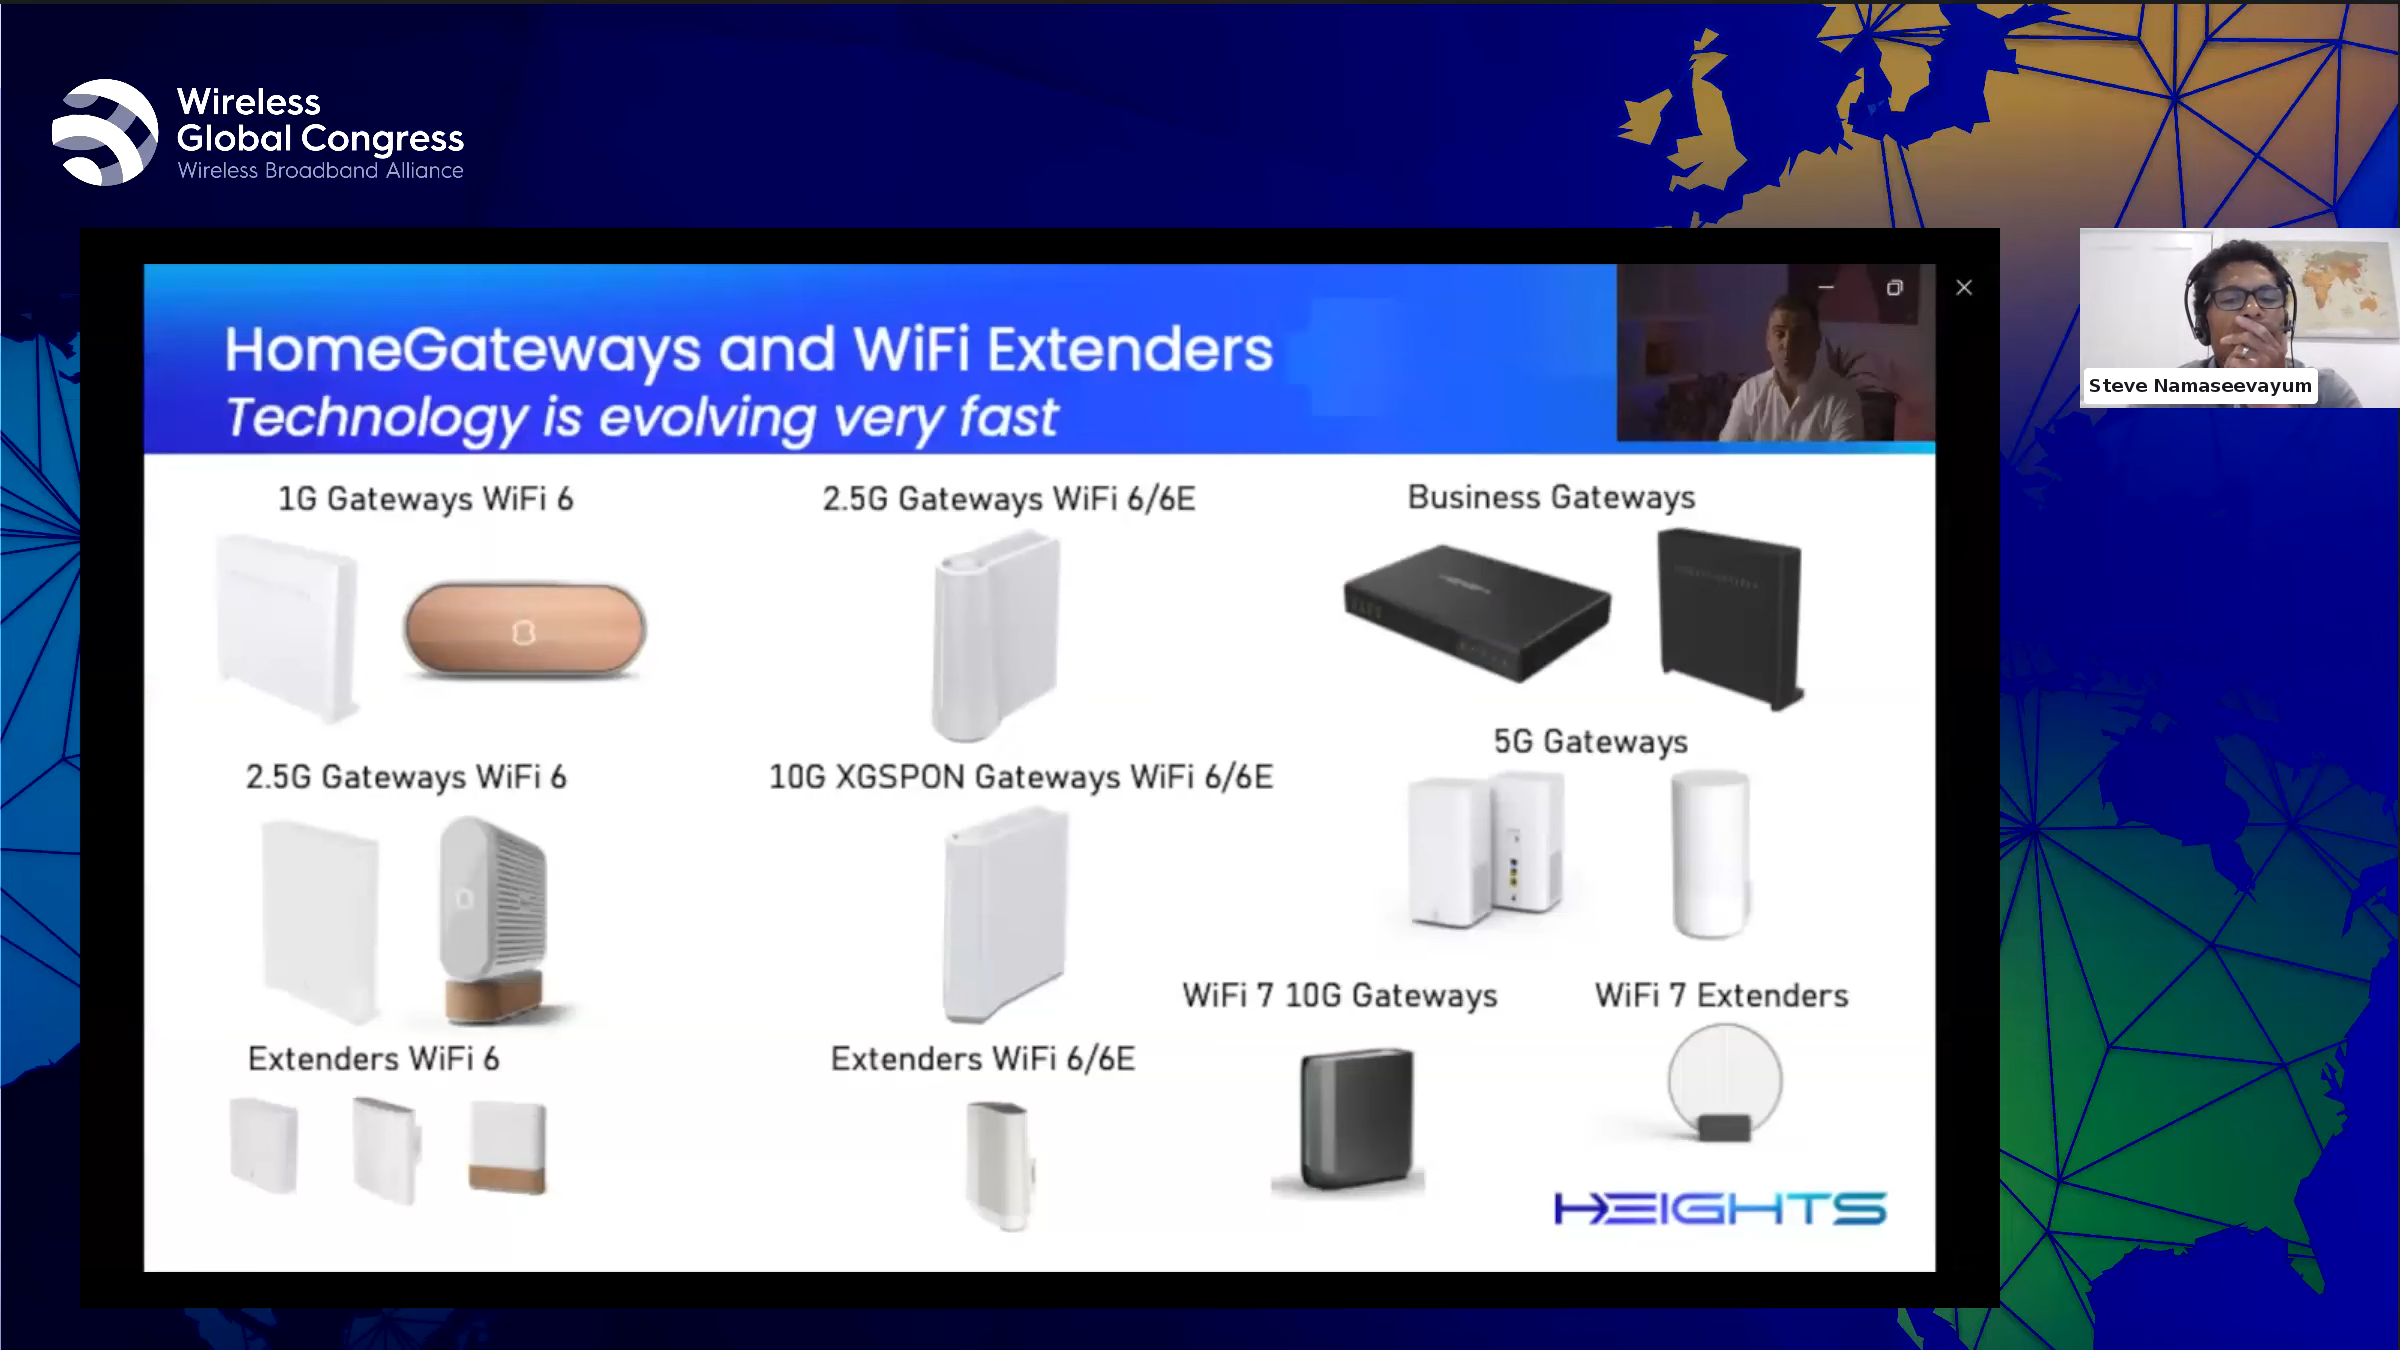 Wireless
Global Congress
Wireless Broadband Alliance
HomeGateways and WiFi Extenders
Technology is evolving very fast
Steve Namaseevayum
1G Gateways WiFi 6
2.5G Gateways WiFi 6/6E
Business Gateways
5G Gateways
2.5G Gateways WiFi 6
10G XGSPON Gateways WiFi 6/6E
WiFi 7 10G Gateways
WiFi 7 Extenders
Extenders WiFi 6
Extenders WiFi 6/6E
HEIGHTS